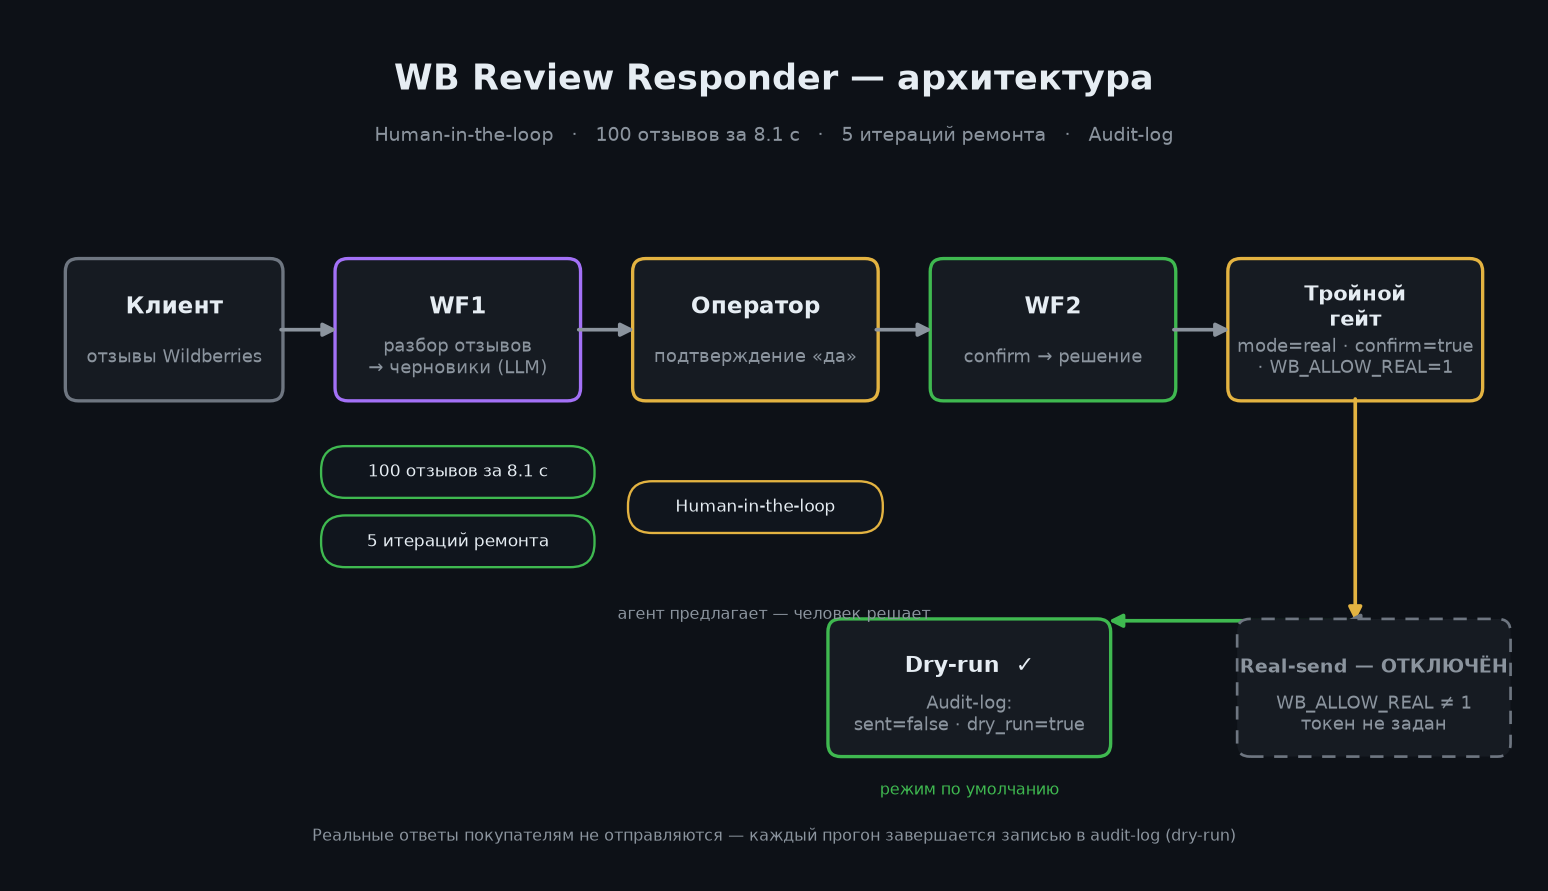 WB Review Responder — архитектура
Human-in-the-loop · 100 отзывов за 8.1 с · 5 итераций ремонта · Audit-log
Клиент
отзывы Wildberries
WF1
разбор отзывов
→ черновики (LLM)
Оператор
подтверждение «да»
WF2
confirm → решение
Тройной
гейт
mode=real · confirm=true
· WB_ALLOW_REAL=1
100 отзывов за 8.1 с
5 итераций ремонта
Human-in-the-loop
агент предлагает — человек решает
Dry-run ✓
Audit-log:
sent=false · dry_run=true
режим по умолчанию
Real-send — ОТКЛЮЧЁН
WB_ALLOW_REAL ≠ 1
токен не задан
Реальные ответы покупателям не отправляются — каждый прогон завершается записью в audit-log (dry-run)